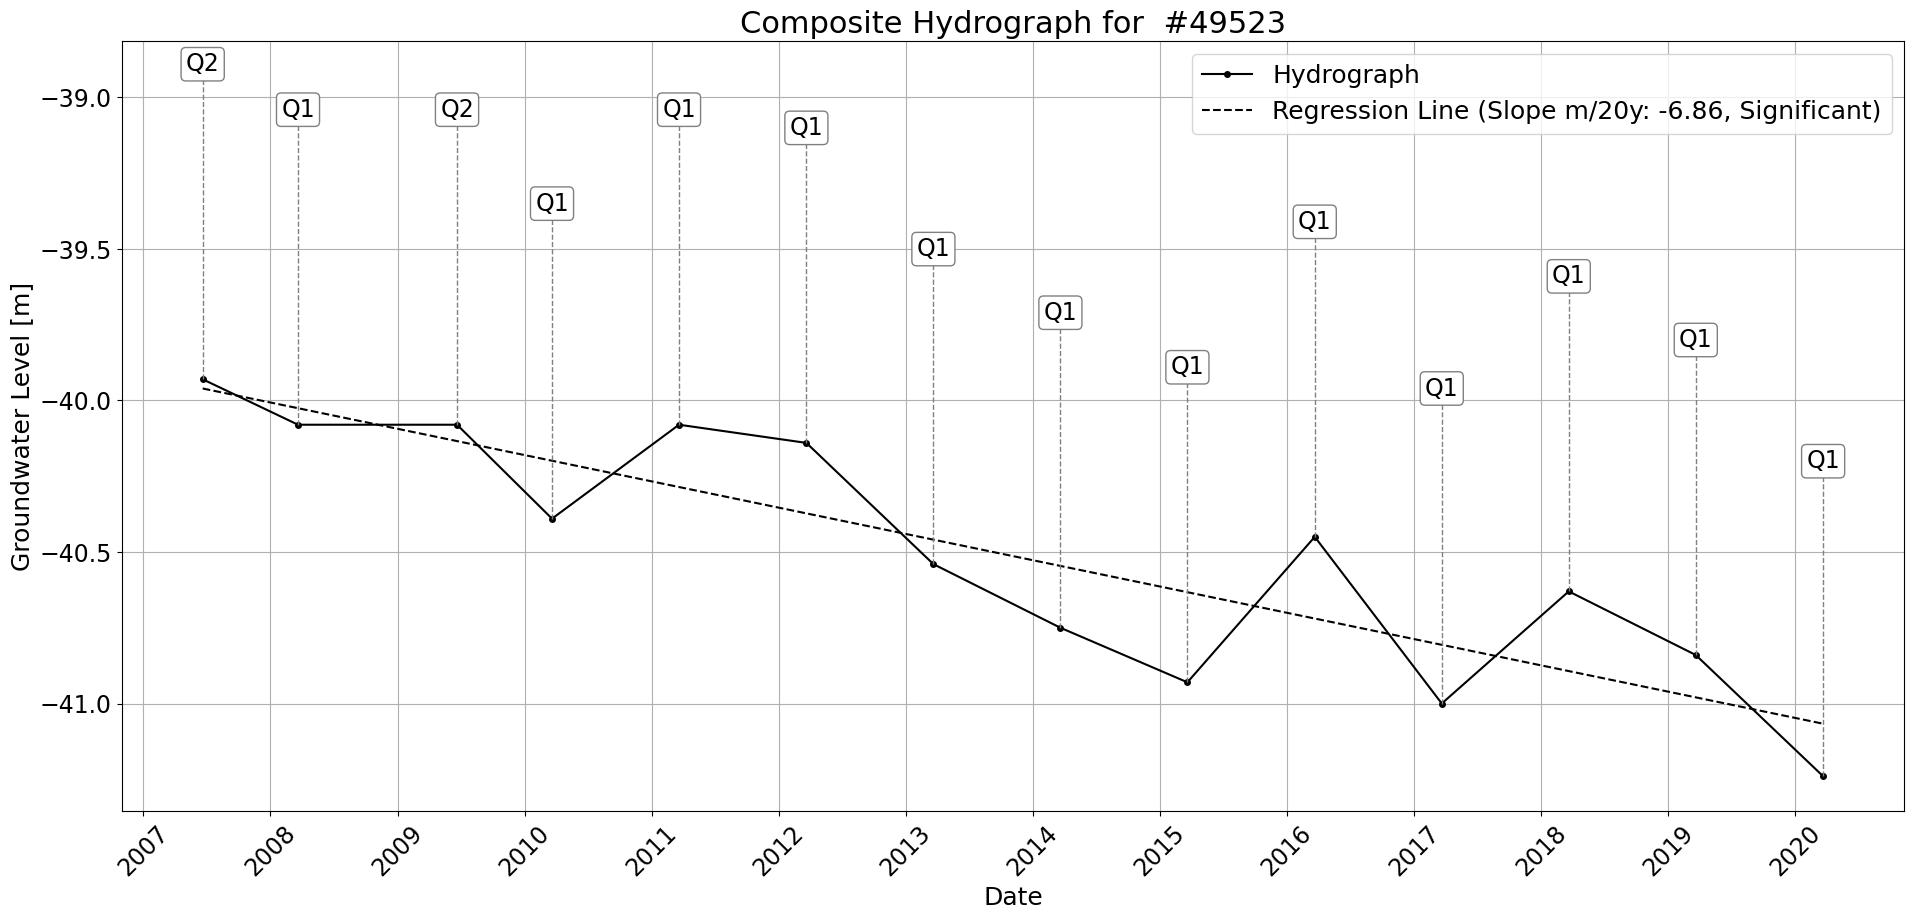 Composite Hydrograph for  #49523
Hydrograph
Regression Line (Slope m/20y: -6.86, Significant)
Q2
Q1
Q2
Q1
Q1
Q1
Q1
Q1
Q1
Q1
Q1
Q1
Q1
Q1
−39.0
−39.5
−40.0
−40.5
−41.0
Groundwater Level [m]
2007
2008
2009
2010
2011
2012
2013
2014
2015
2016
2017
2018
2019
2020
Date